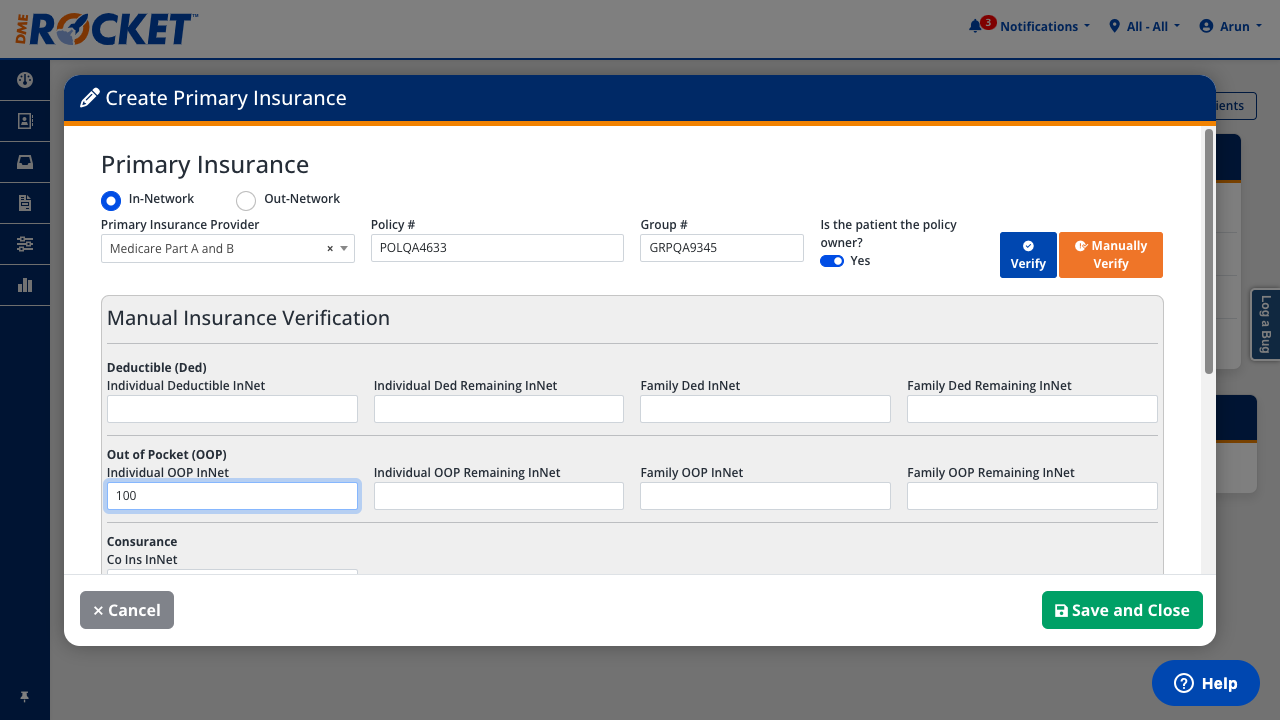 DME ROCKET™
3 Notifications
All - All
Arun
Create Primary Insurance
ients
Primary Insurance
In-Network
Out-Network
Primary Insurance Provider
Policy #
Group #
Is the patient the policy owner?
Medicare Part A and B ×
POLQA4633
GRPQA9345
Yes
Verify
Manually Verify
Manual Insurance Verification
Deductible (Ded)
Individual Deductible InNet
Individual Ded Remaining InNet
Family Ded InNet
Family Ded Remaining InNet
Out of Pocket (OOP)
Individual OOP InNet
Individual OOP Remaining InNet
Family OOP InNet
Family OOP Remaining InNet
100
Consurance
Co Ins InNet
× Cancel
Save and Close
Log a Bug
Help